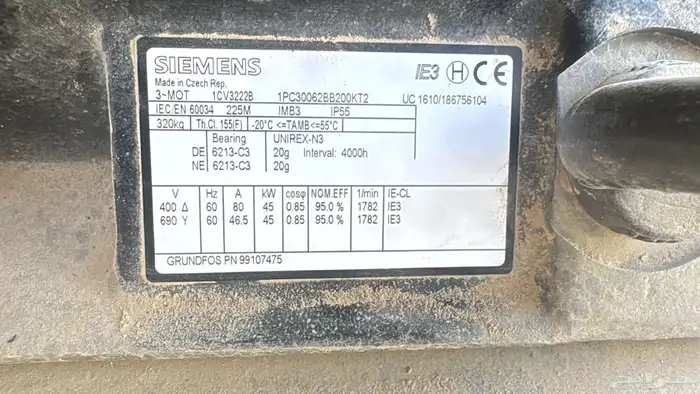 SIEMENS IE3 H CE
Made in Czech Rep.
3~MOT 1CV3222B 1PC30062BB200KT2 UC 1610/186756104
IEC/EN 60034 225M IMB3 IP55
320kg Th.Cl. 155(F) -20°C <=TAMB<=55°C
Bearing UNIREX-N3
DE 6213-C3 20g Interval: 4000h
NE 6213-C3 20g
V Hz A kW cosφ NOM.EFF 1/min IE-CL
400 Δ 60 80 45 0.85 95.0 % 1782 IE3
690 Y 60 46.5 45 0.85 95.0 % 1782 IE3
GRUNDFOS PN 99107475